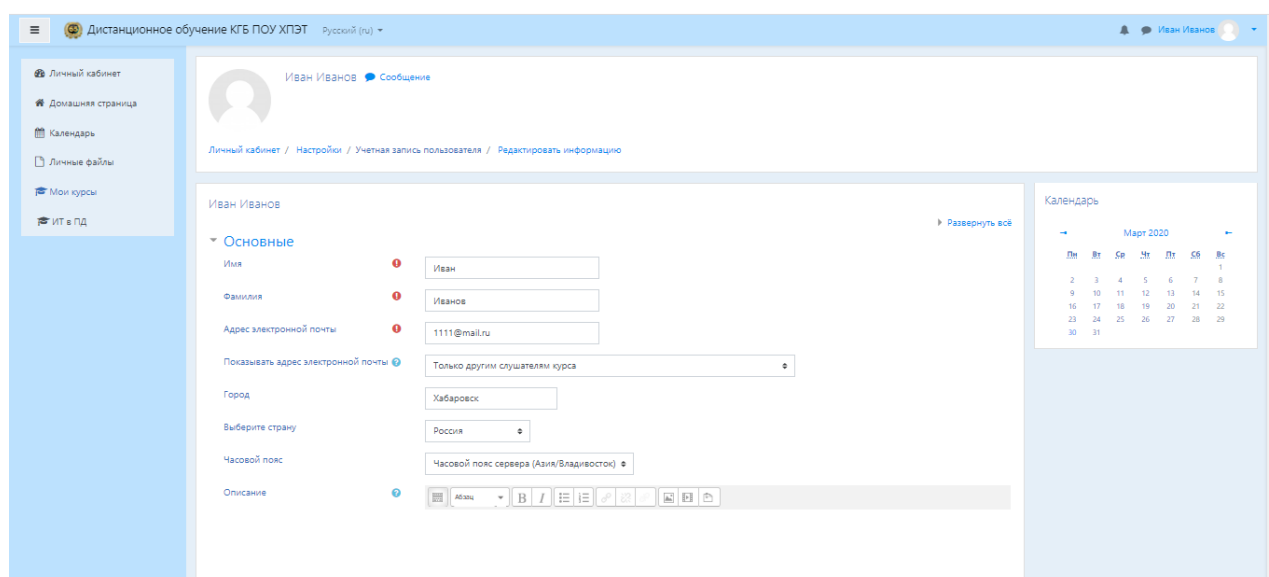 Дистанционное обучение КГБ ПОУ ХПЭТ Русский (ru) Иван Иванов
Личный кабинет
Домашняя страница
Календарь
Личные файлы
Мои курсы
ИТ в ПД
Иван Иванов Сообщение
Личный кабинет / Настройки / Учетная запись пользователя / Редактировать информацию
Иван Иванов
Развернуть всё
Основные
Имя Иван
Фамилия Иванов
Адрес электронной почты 1111@mail.ru
Показывать адрес электронной почты Только другим слушателям курса
Город Хабаровск
Выберите страну Россия
Часовой пояс Часовой пояс сервера (Азия/Владивосток)
Описание Абзац B I
Календарь
Март 2020
Пн Вт Ср Чт Пт Сб Вс
1
2 3 4 5 6 7 8
9 10 11 12 13 14 15
16 17 18 19 20 21 22
23 24 25 26 27 28 29
30 31